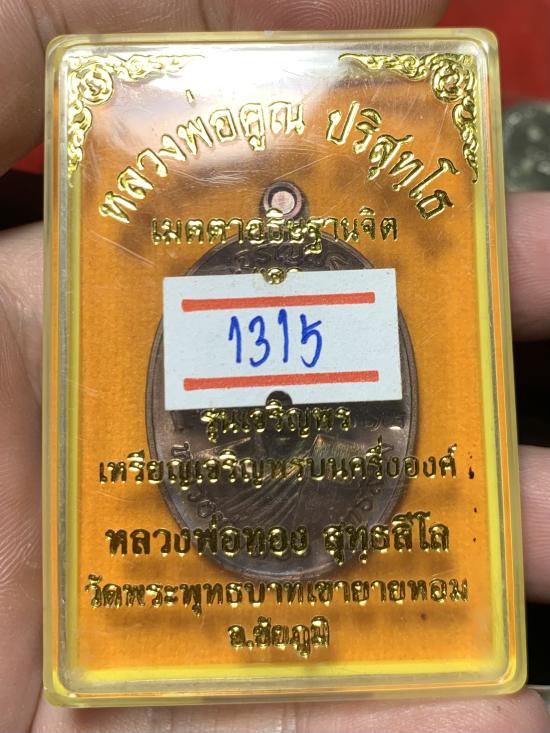 หลวงพ่อคูณ ปริสุทฺโธ
เมตตาอธิษฐานจิต
1315
รุ่นเจริญพร
เหรียญเจริญพรบนครึ่งองค์
หลวงพ่อทอง สุทฺธสีโล
วัดพระพุทธบาทเขายายหอม
จ.ชัยภูมิ